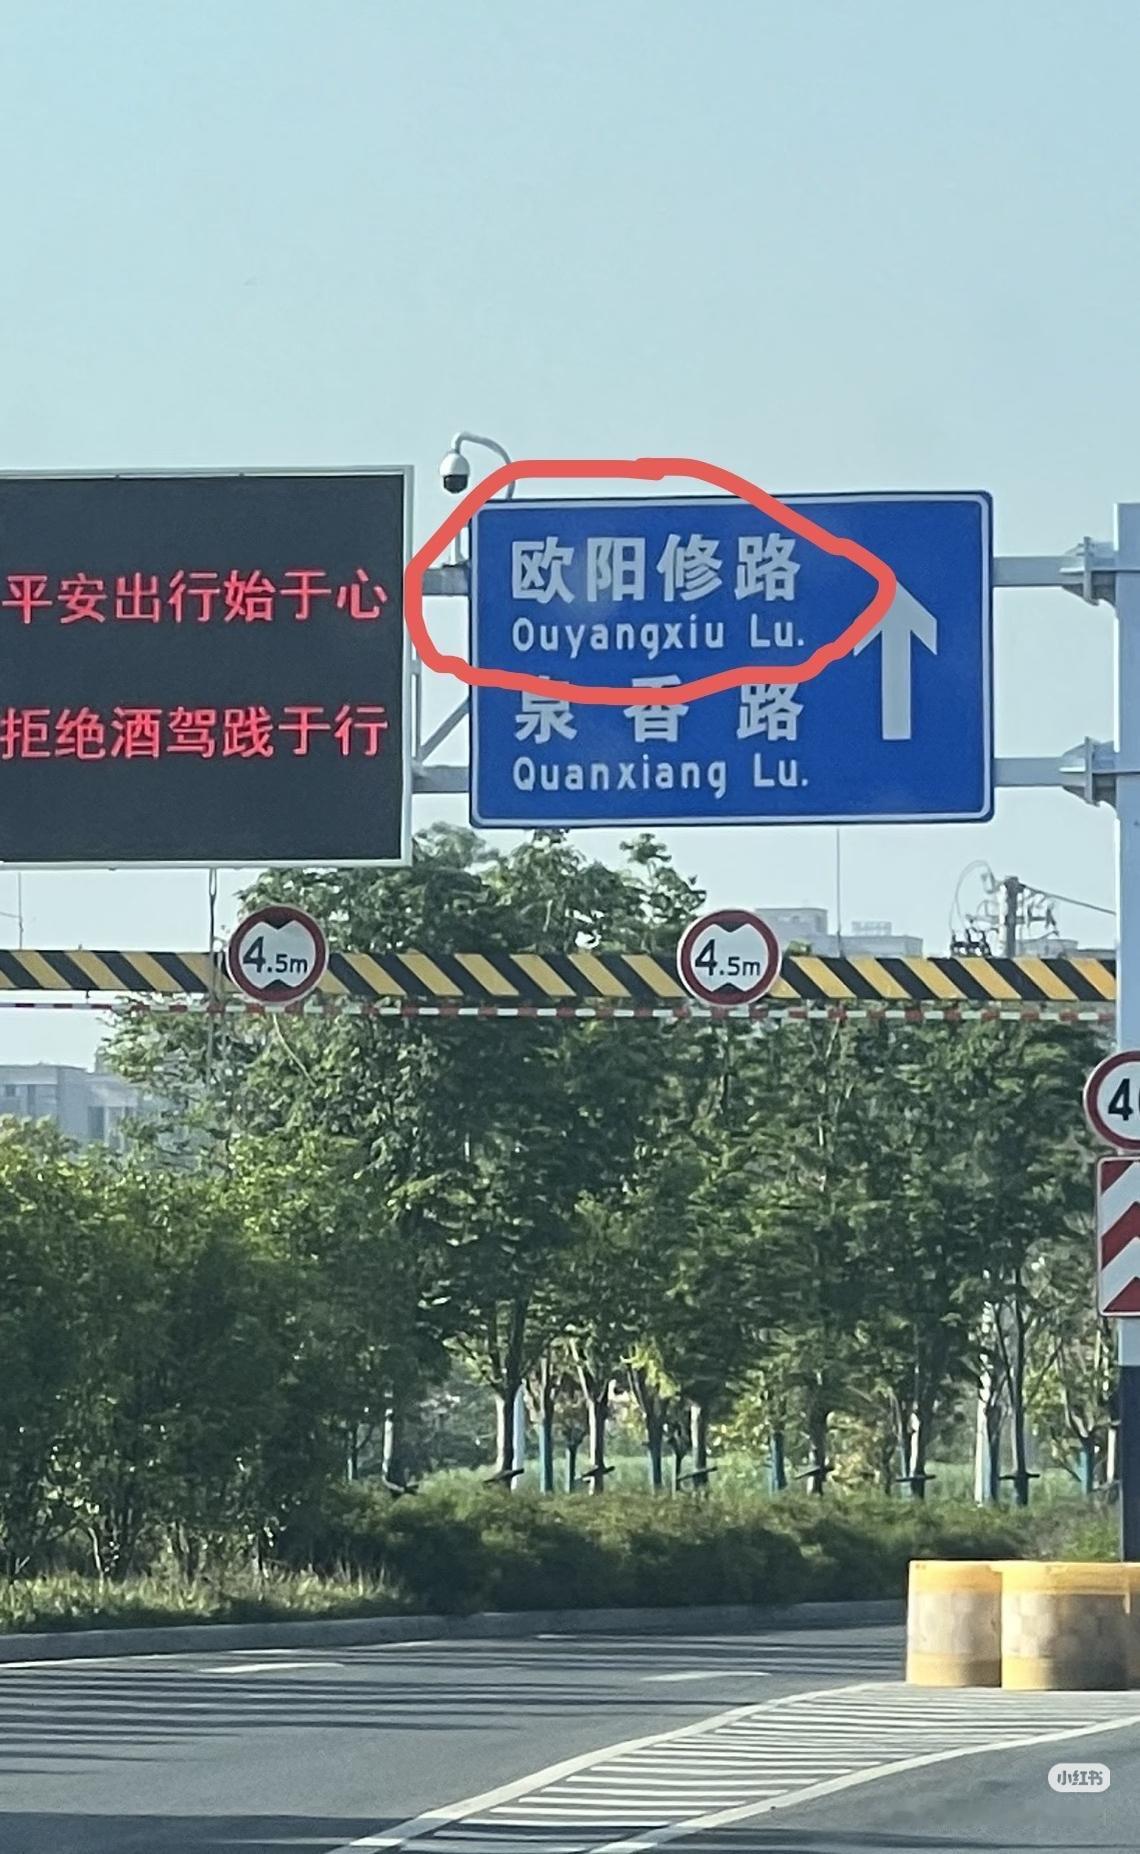 平安出行始于心
拒绝酒驾践于行
欧阳修路
Ouyangxiu Lu.
泉香路
Quanxiang Lu.
4.5m
4.5m
小红书